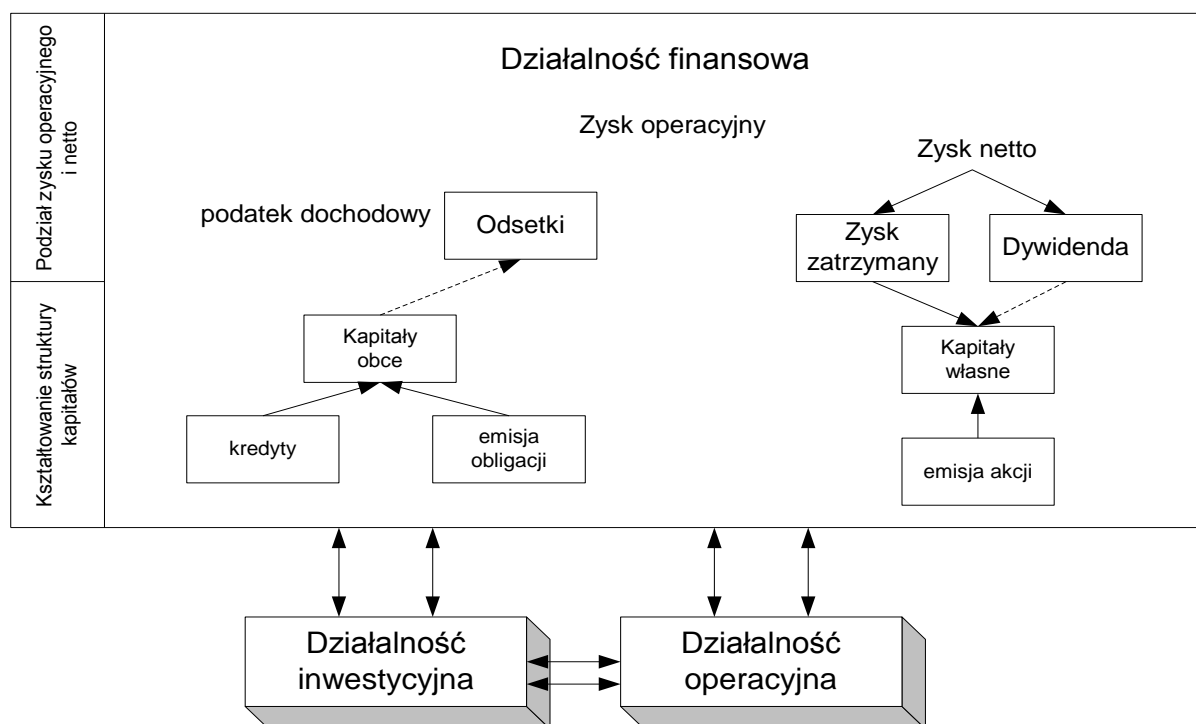 Działalność finansowa
Podział zysku operacyjnego
i netto
Zysk operacyjny
Zysk netto
podatek dochodowy
Odsetki
Zysk
zatrzymany
Dywidenda
Kształtowanie struktury
kapitałów
Kapitały
obce
Kapitały
własne
kredyty
emisja
obligacji
emisja akcji
Działalność
inwestycyjna
Działalność
operacyjna